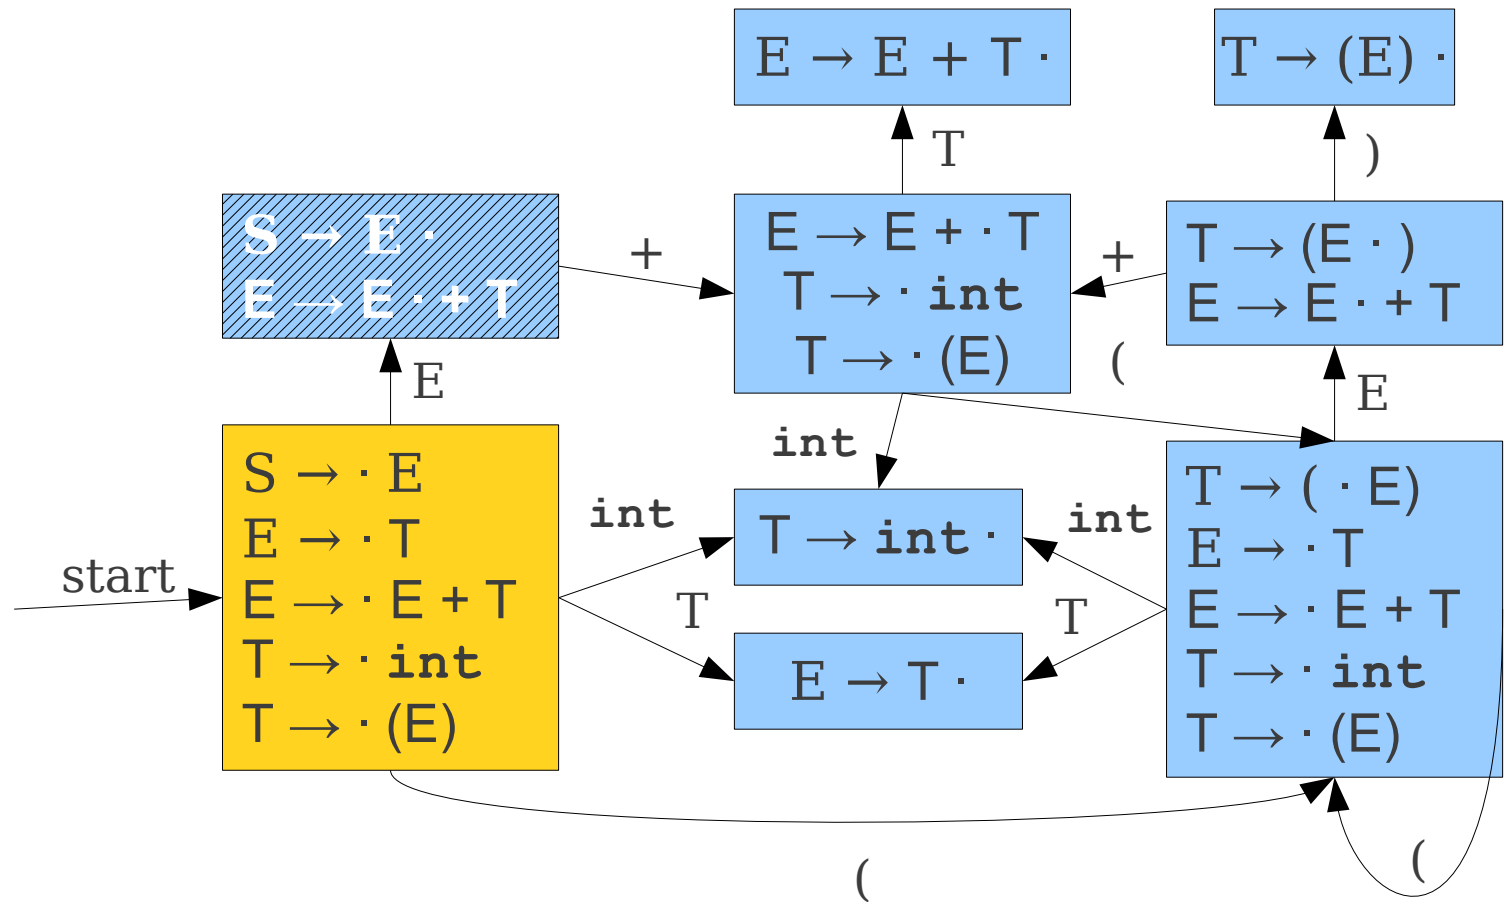 E → E + T ·
T → (E) ·
T
)
S → E ·
E → E · + T
+
E → E + · T
T → · int
T → · (E)
+
T → (E · )
E → E · + T
E
(
E
int
S → · E
E → · T
E → · E + T
T → · int
T → · (E)
start
int
T
T → int ·
E → T ·
int
T
T → ( · E)
E → · T
E → · E + T
T → · int
T → · (E)
(
(